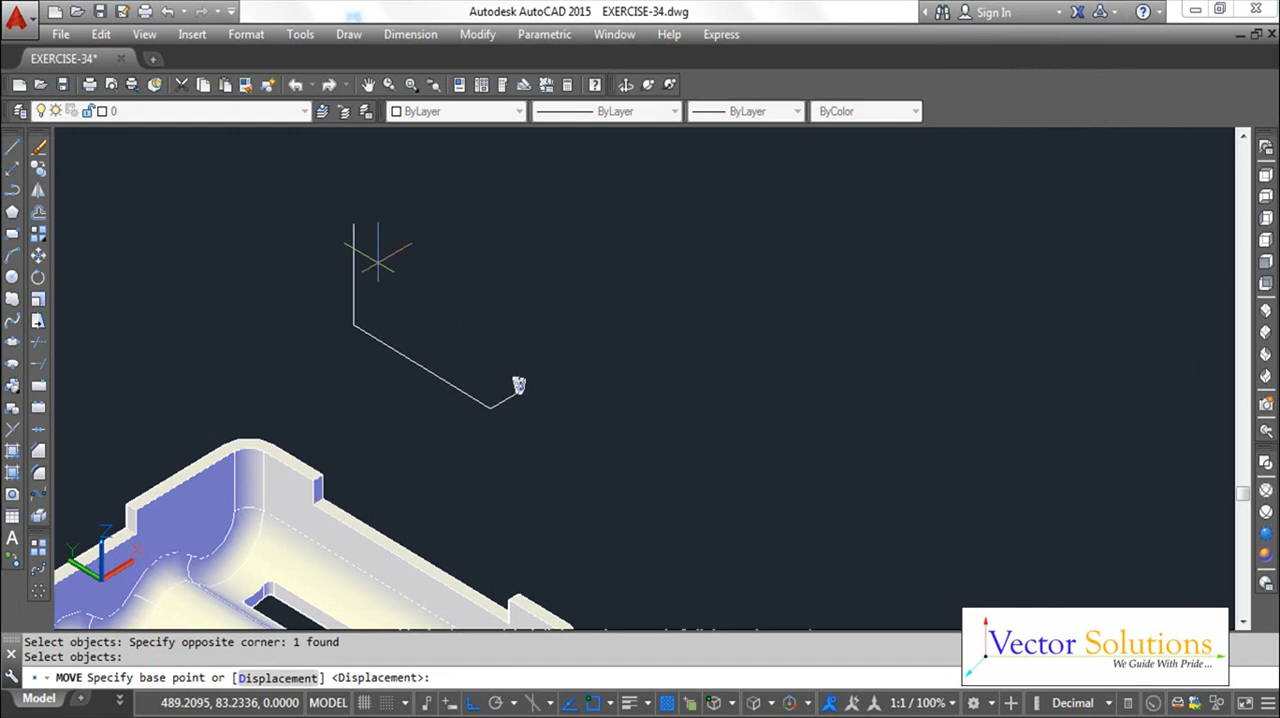 Autodesk AutoCAD 2015 EXERCISE-34.dwg
Sign In
File Edit View Insert Format Tools Draw Dimension Modify Parametric Window Help Express
EXERCISE-34*
0
ByLayer
ByLayer
ByLayer
ByColor
Z
Y
X
A
Select objects: Specify opposite corner: 1 found
Select objects:
MOVE Specify base point or [Displacement] <Displacement>:
Vector Solutions
We Guide With Pride...
Model
489.2095, 83.2336, 0.0000 MODEL
1:1 / 100%
Decimal